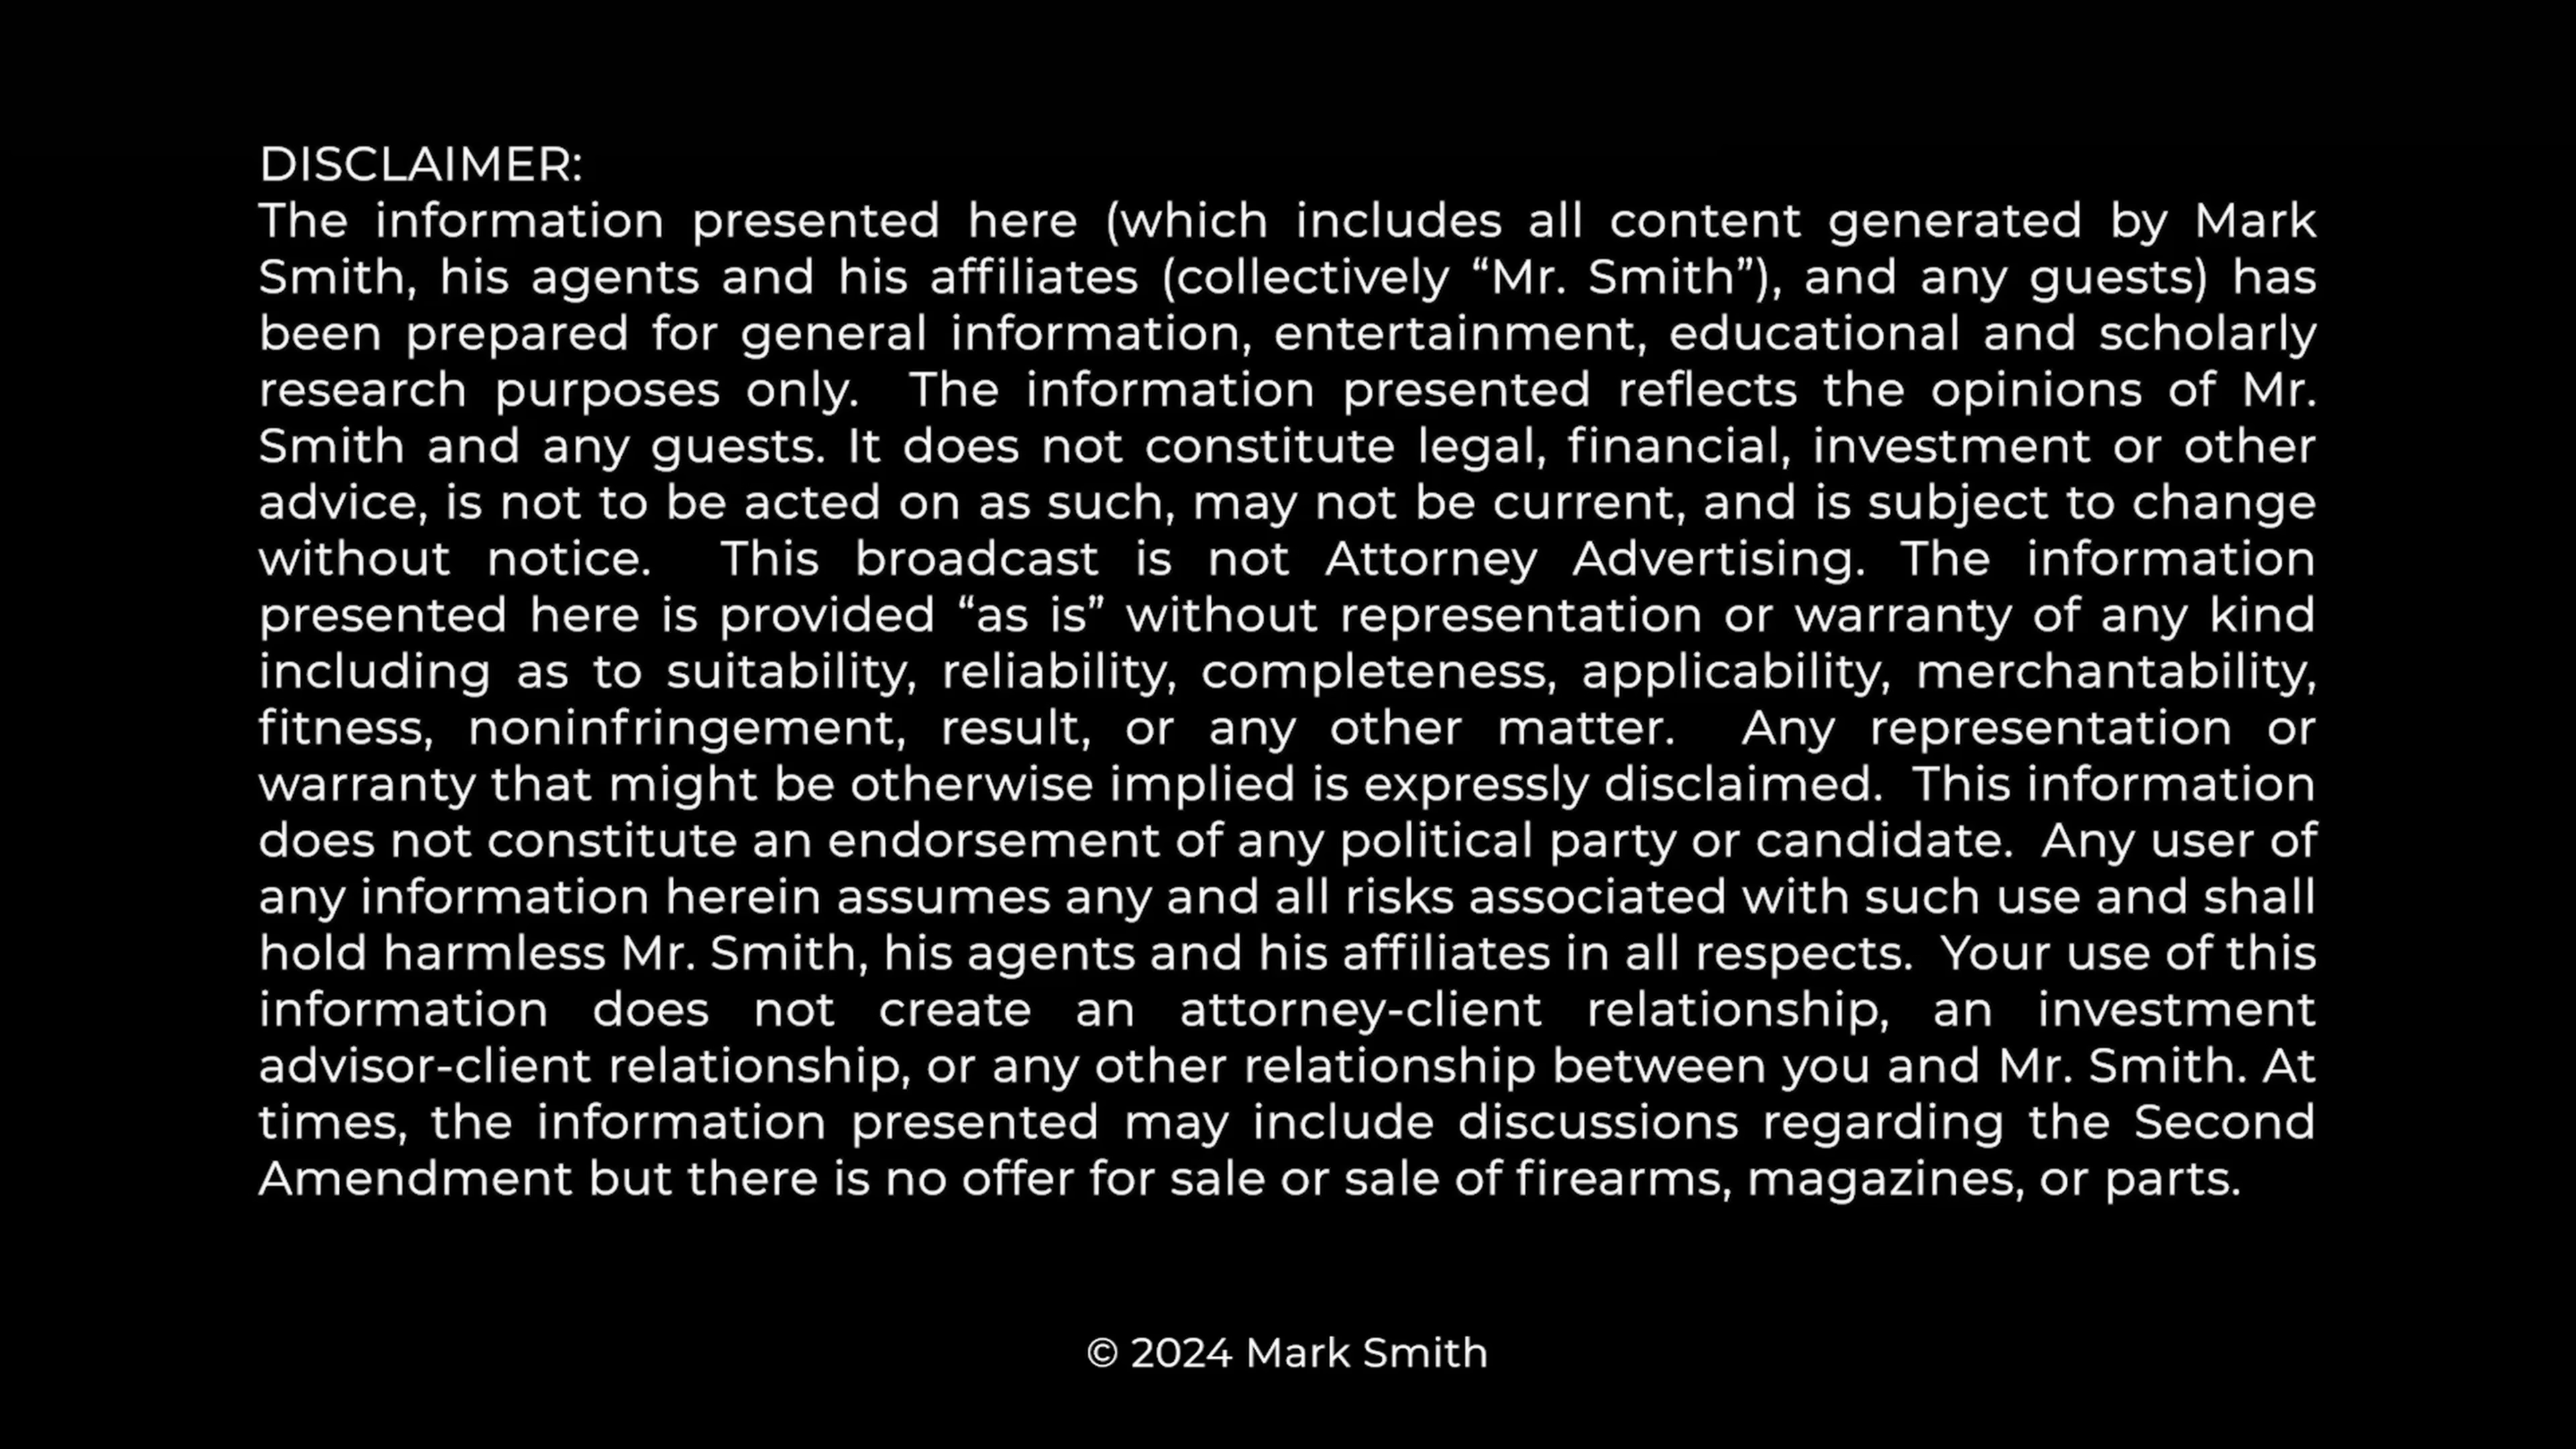 DISCLAIMER:
The information presented here (which includes all content generated by Mark
Smith, his agents and his affiliates (collectively “Mr. Smith”), and any guests) has
been prepared for general information, entertainment, educational and scholarly
research purposes only.  The information presented reflects the opinions of Mr.
Smith and any guests. It does not constitute legal, financial, investment or other
advice, is not to be acted on as such, may not be current, and is subject to change
without notice.  This broadcast is not Attorney Advertising. The information
presented here is provided “as is” without representation or warranty of any kind
including as to suitability, reliability, completeness, applicability, merchantability,
fitness, noninfringement, result, or any other matter.  Any representation or
warranty that might be otherwise implied is expressly disclaimed.  This information
does not constitute an endorsement of any political party or candidate.  Any user of
any information herein assumes any and all risks associated with such use and shall
hold harmless Mr. Smith, his agents and his affiliates in all respects.  Your use of this
information does not create an attorney-client relationship, an investment
advisor-client relationship, or any other relationship between you and Mr. Smith. At
times, the information presented may include discussions regarding the Second
Amendment but there is no offer for sale or sale of firearms, magazines, or parts.
© 2024 Mark Smith